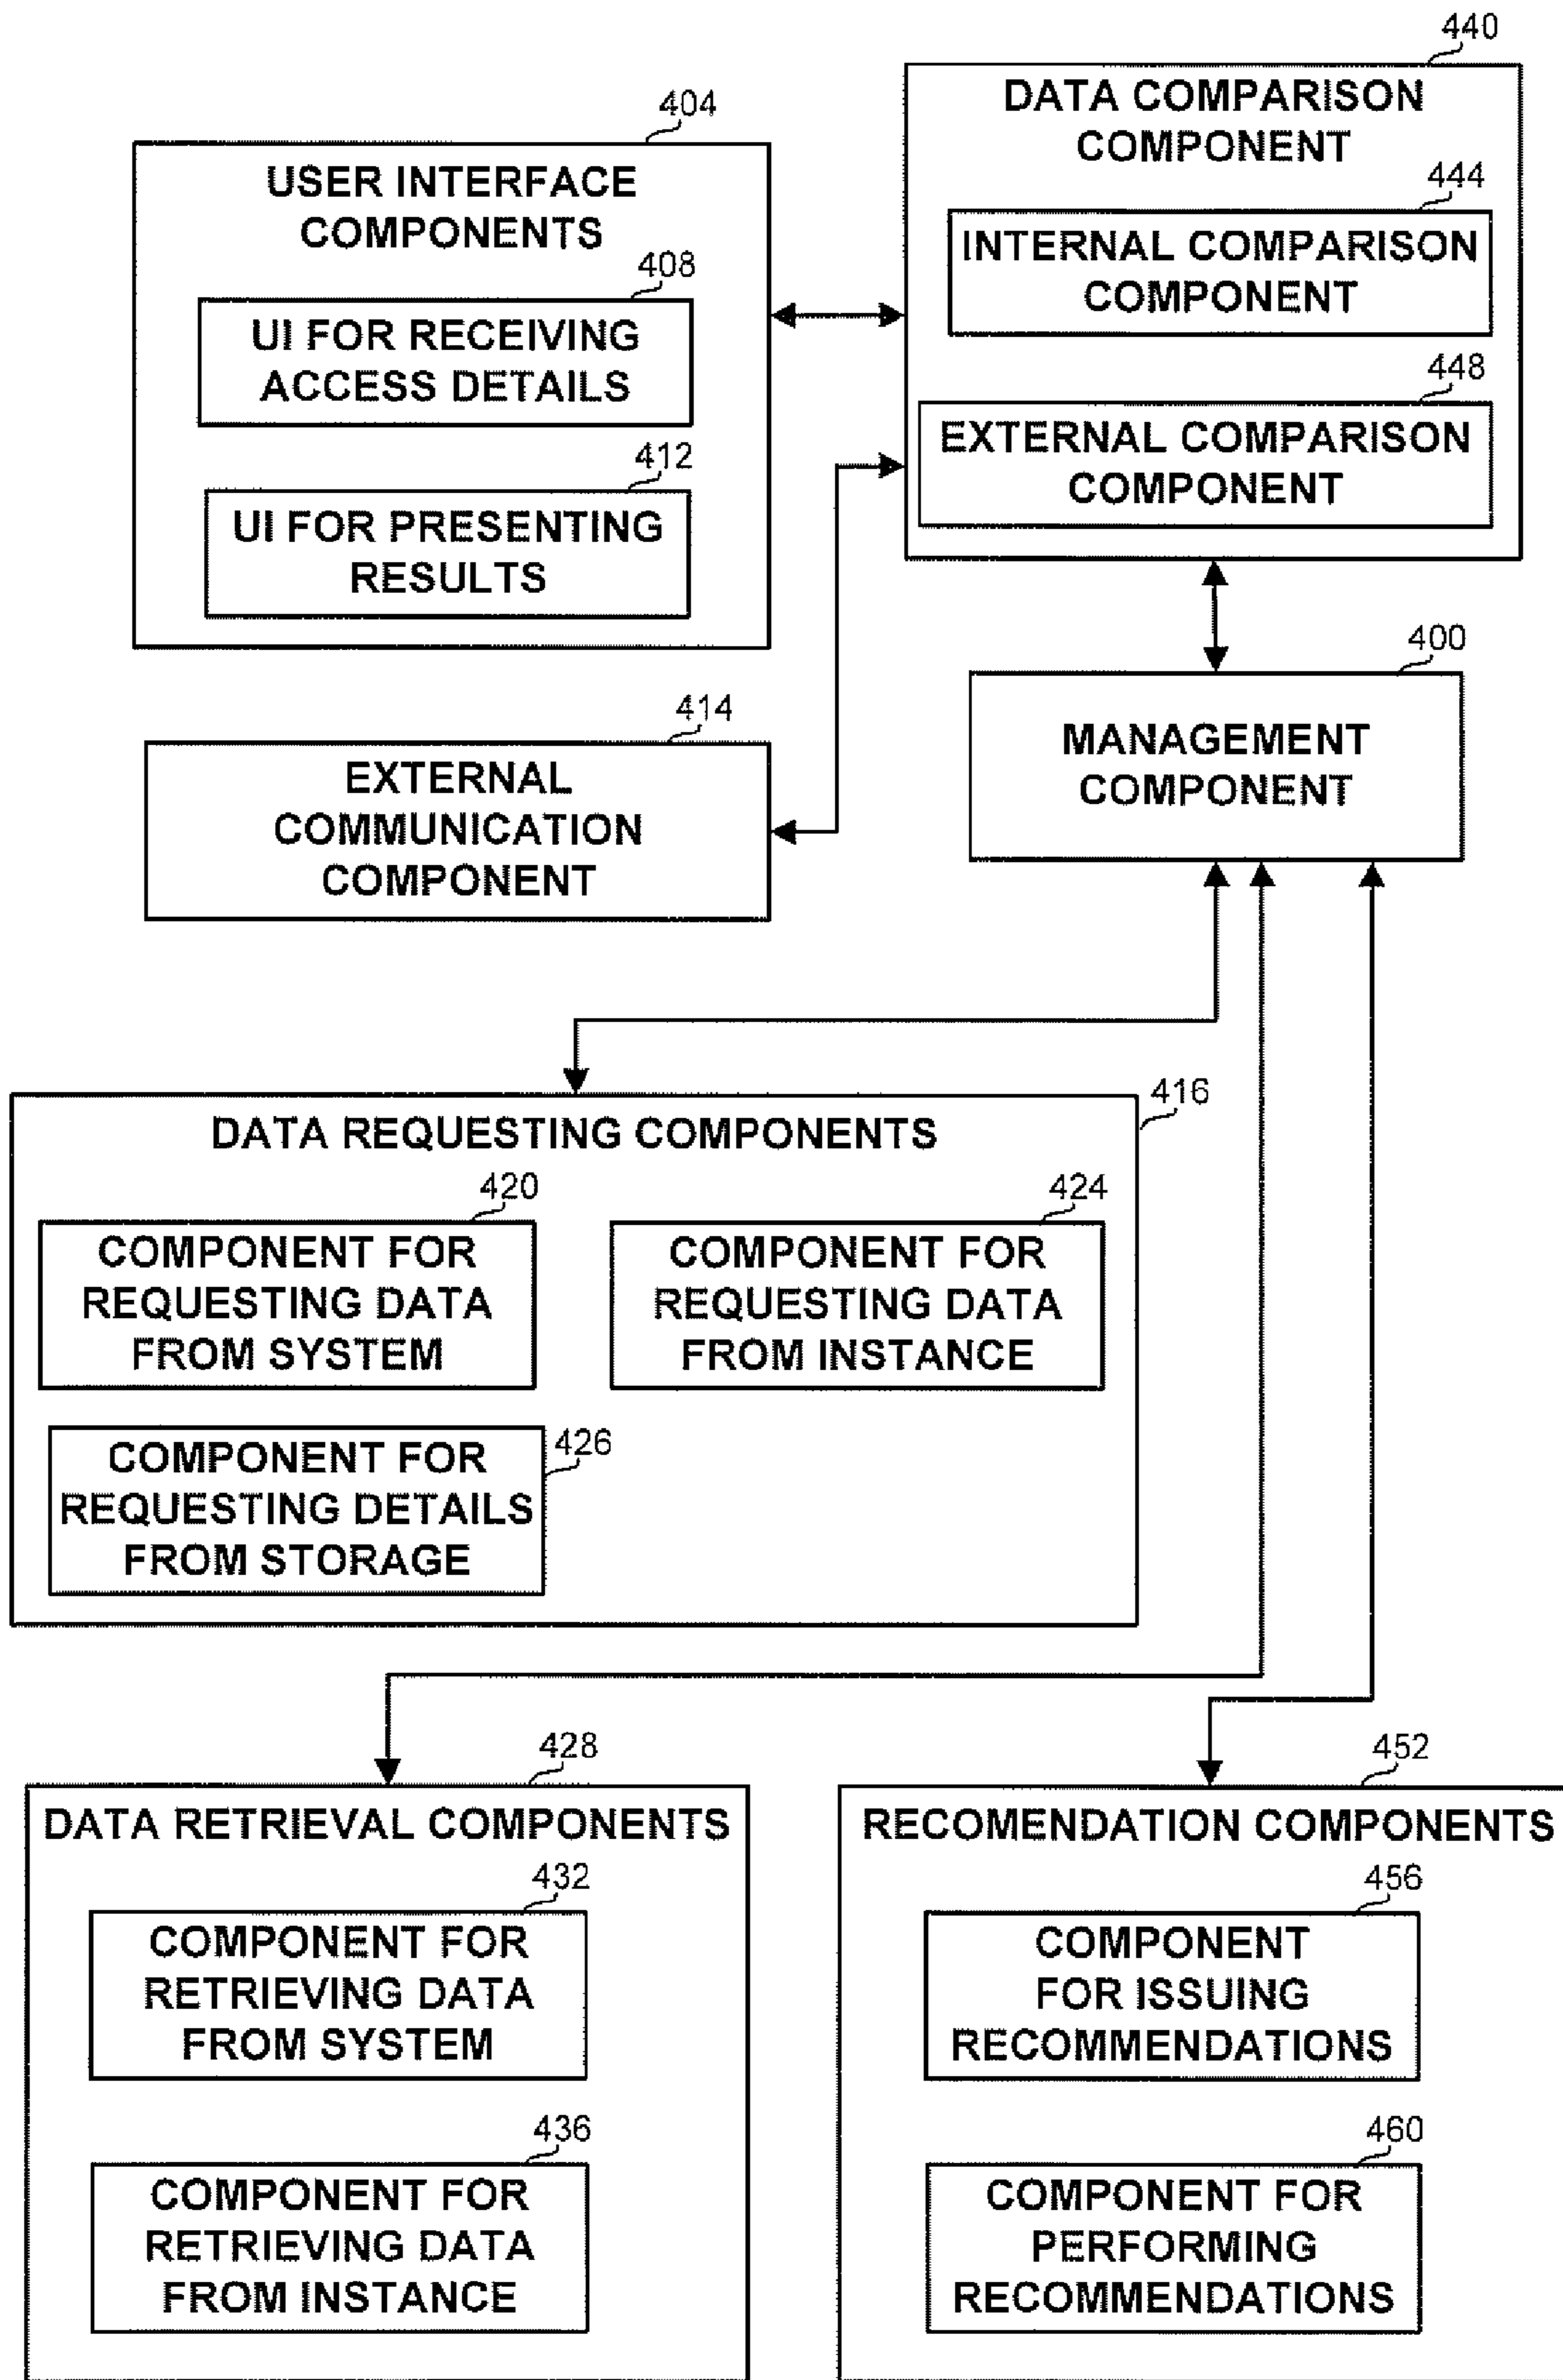 440
DATA COMPARISON
COMPONENT
444
INTERNAL COMPARISON
COMPONENT
448
EXTERNAL COMPARISON
COMPONENT
404
USER INTERFACE
COMPONENTS
408
UI FOR RECEIVING
ACCESS DETAILS
412
UI FOR PRESENTING
RESULTS
400
MANAGEMENT
COMPONENT
414
EXTERNAL
COMMUNICATION
COMPONENT
416
DATA REQUESTING COMPONENTS
420
COMPONENT FOR
REQUESTING DATA
FROM SYSTEM
424
COMPONENT FOR
REQUESTING DATA
FROM INSTANCE
426
COMPONENT FOR
REQUESTING DETAILS
FROM STORAGE
428
DATA RETRIEVAL COMPONENTS
432
COMPONENT FOR
RETRIEVING DATA
FROM SYSTEM
436
COMPONENT FOR
RETRIEVING DATA
FROM INSTANCE
452
RECOMENDATION COMPONENTS
456
COMPONENT
FOR ISSUING
RECOMMENDATIONS
460
COMPONENT FOR
PERFORMING
RECOMMENDATIONS